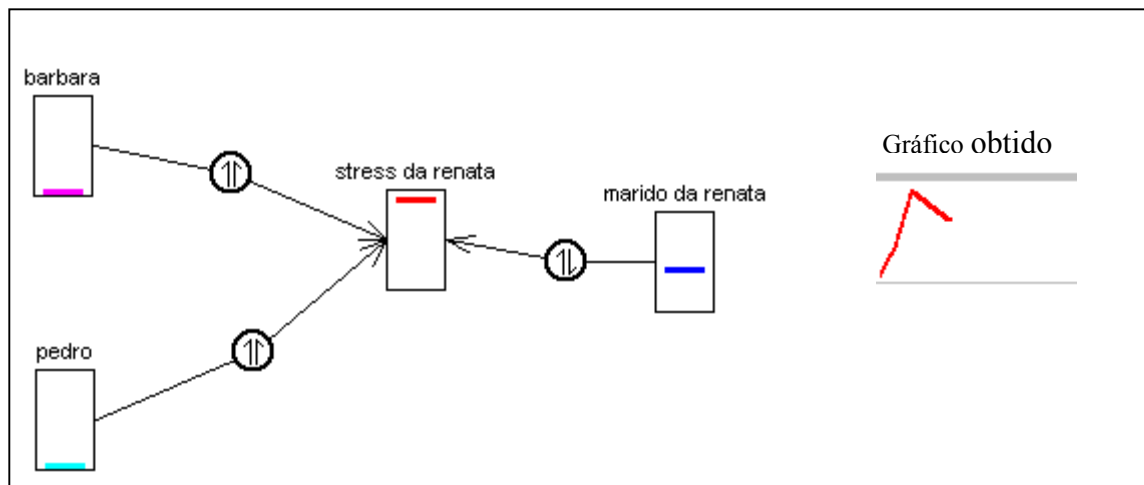 barbara
stress da renata
marido da renata
Gráfico obtido
pedro